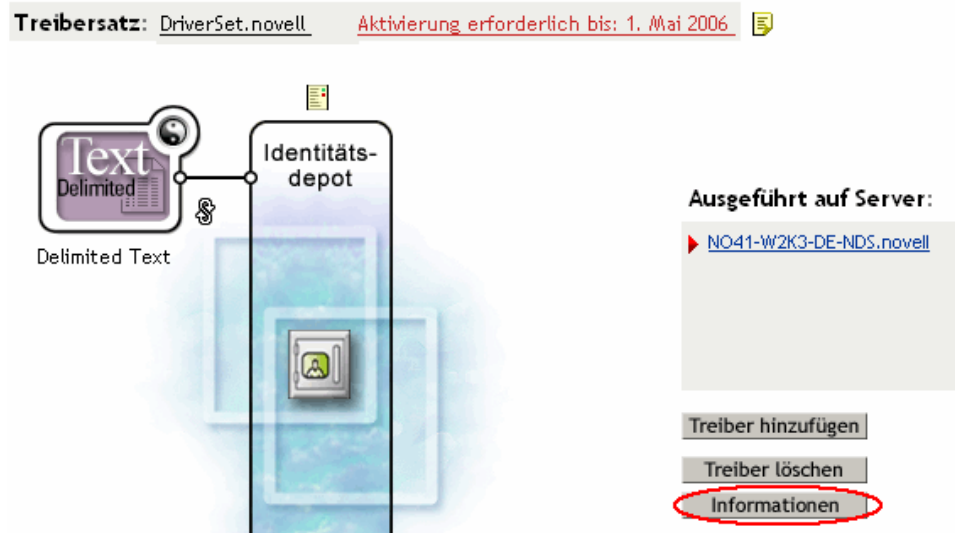 Treibersatz: DriverSet.novell Aktivierung erforderlich bis: 1. Mai 2006
Text
Delimited
Delimited Text
Identitäts-
depot
Ausgeführt auf Server:
NO41-W2K3-DE-NDS.novell
Treiber hinzufügen
Treiber löschen
Informationen